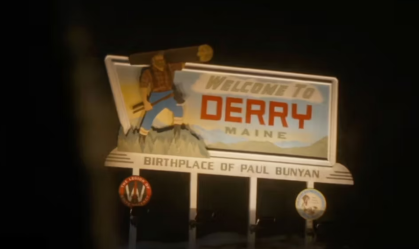 WELCOME TO
DERRY
MAINE
BIRTHPLACE OF PAUL BUNYAN